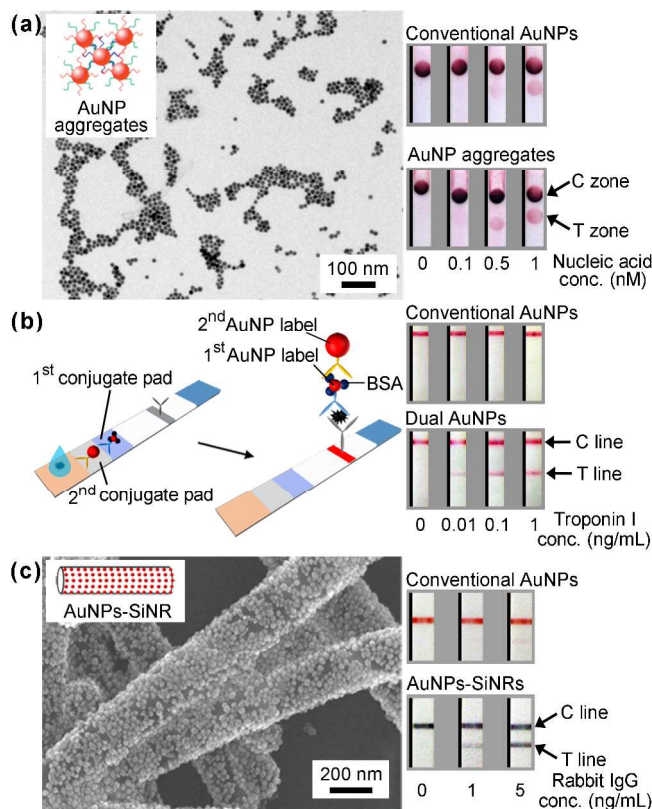 (a)
AuNP
aggregates
100 nm
Conventional AuNPs
AuNP aggregates
C zone
T zone
0 0.1 0.5 1 Nucleic acid
conc. (nM)
(b)
1st conjugate pad
2nd conjugate pad
2nd AuNP label
1st AuNP label
BSA
Conventional AuNPs
Dual AuNPs
C line
T line
0 0.01 0.1 1 Troponin I
conc. (ng/mL)
(c)
AuNPs-SiNR
200 nm
Conventional AuNPs
AuNPs-SiNRs
C line
T line
0 1 5 Rabbit IgG
conc. (ng/mL)